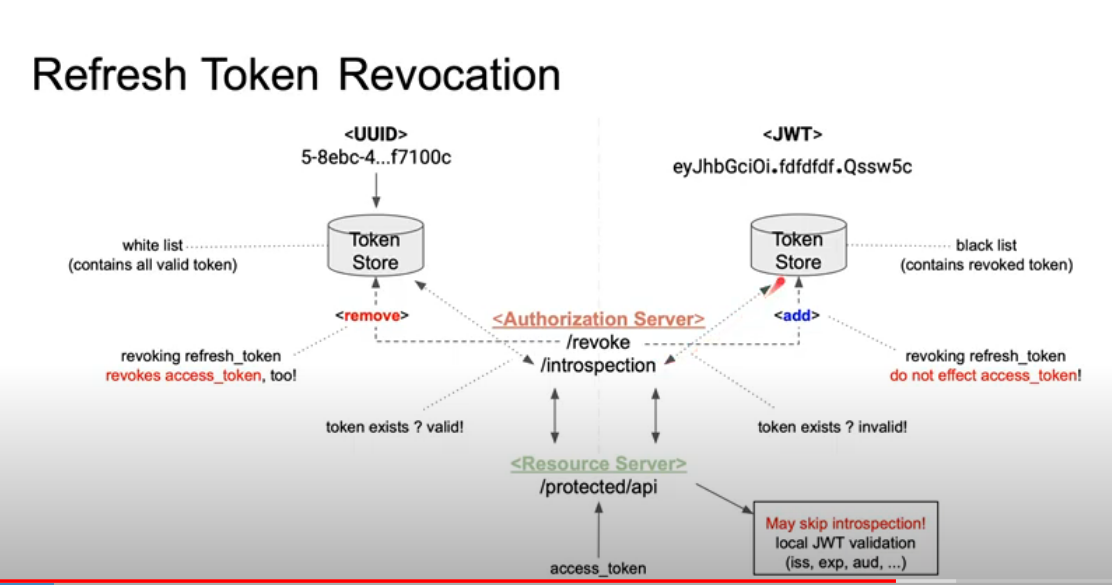 Refresh Token Revocation
<UUID>
5-8ebc-4...f7100c
<JWT>
eyJhbGciOi.fdfdfdf.Qssw5c
white list
(contains all valid token)
Token
Store
Token
Store
black list
(contains revoked token)
<remove>
<Authorization Server>
<add>
/revoke
/introspection
revoking refresh_token
revokes access_token, too!
revoking refresh_token
do not effect access_token!
token exists ? valid!
token exists ? invalid!
<Resource Server>
/protected/api
May skip introspection!
local JWT validation
(iss, exp, aud, ...)
access_token